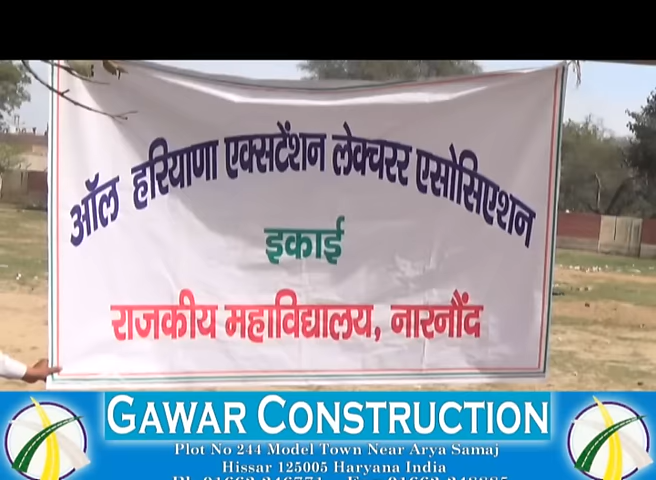 ऑल हरियाणा एक्सटेंशन लेक्चरर एसोसिएशन
इकाई
राजकीय महाविद्यालय, नारनौंद
GAWAR CONSTRUCTION
Plot No 244 Model Town Near Arya Samaj
Hissar 125005 Haryana India